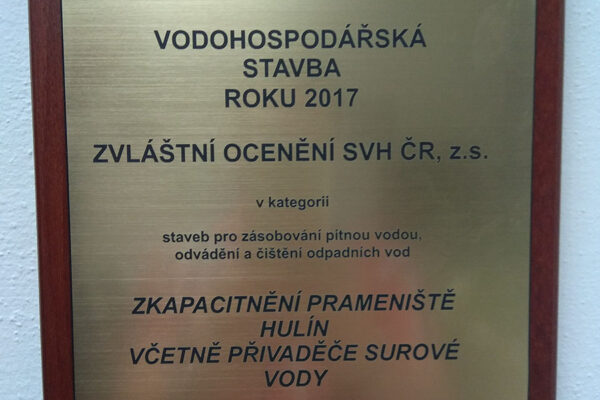 VODOHOSPODÁŘSKÁ
STAVBA
ROKU 2017
ZVLÁŠTNÍ OCENĚNÍ SVH ČR, z.s.
v kategorii
staveb pro zásobování pitnou vodou,
odvádění a čištění odpadních vod
ZKAPACITNĚNÍ PRAMENIŠTĚ
HULÍN
VČETNĚ PŘIVADĚČE SUROVÉ
VODY